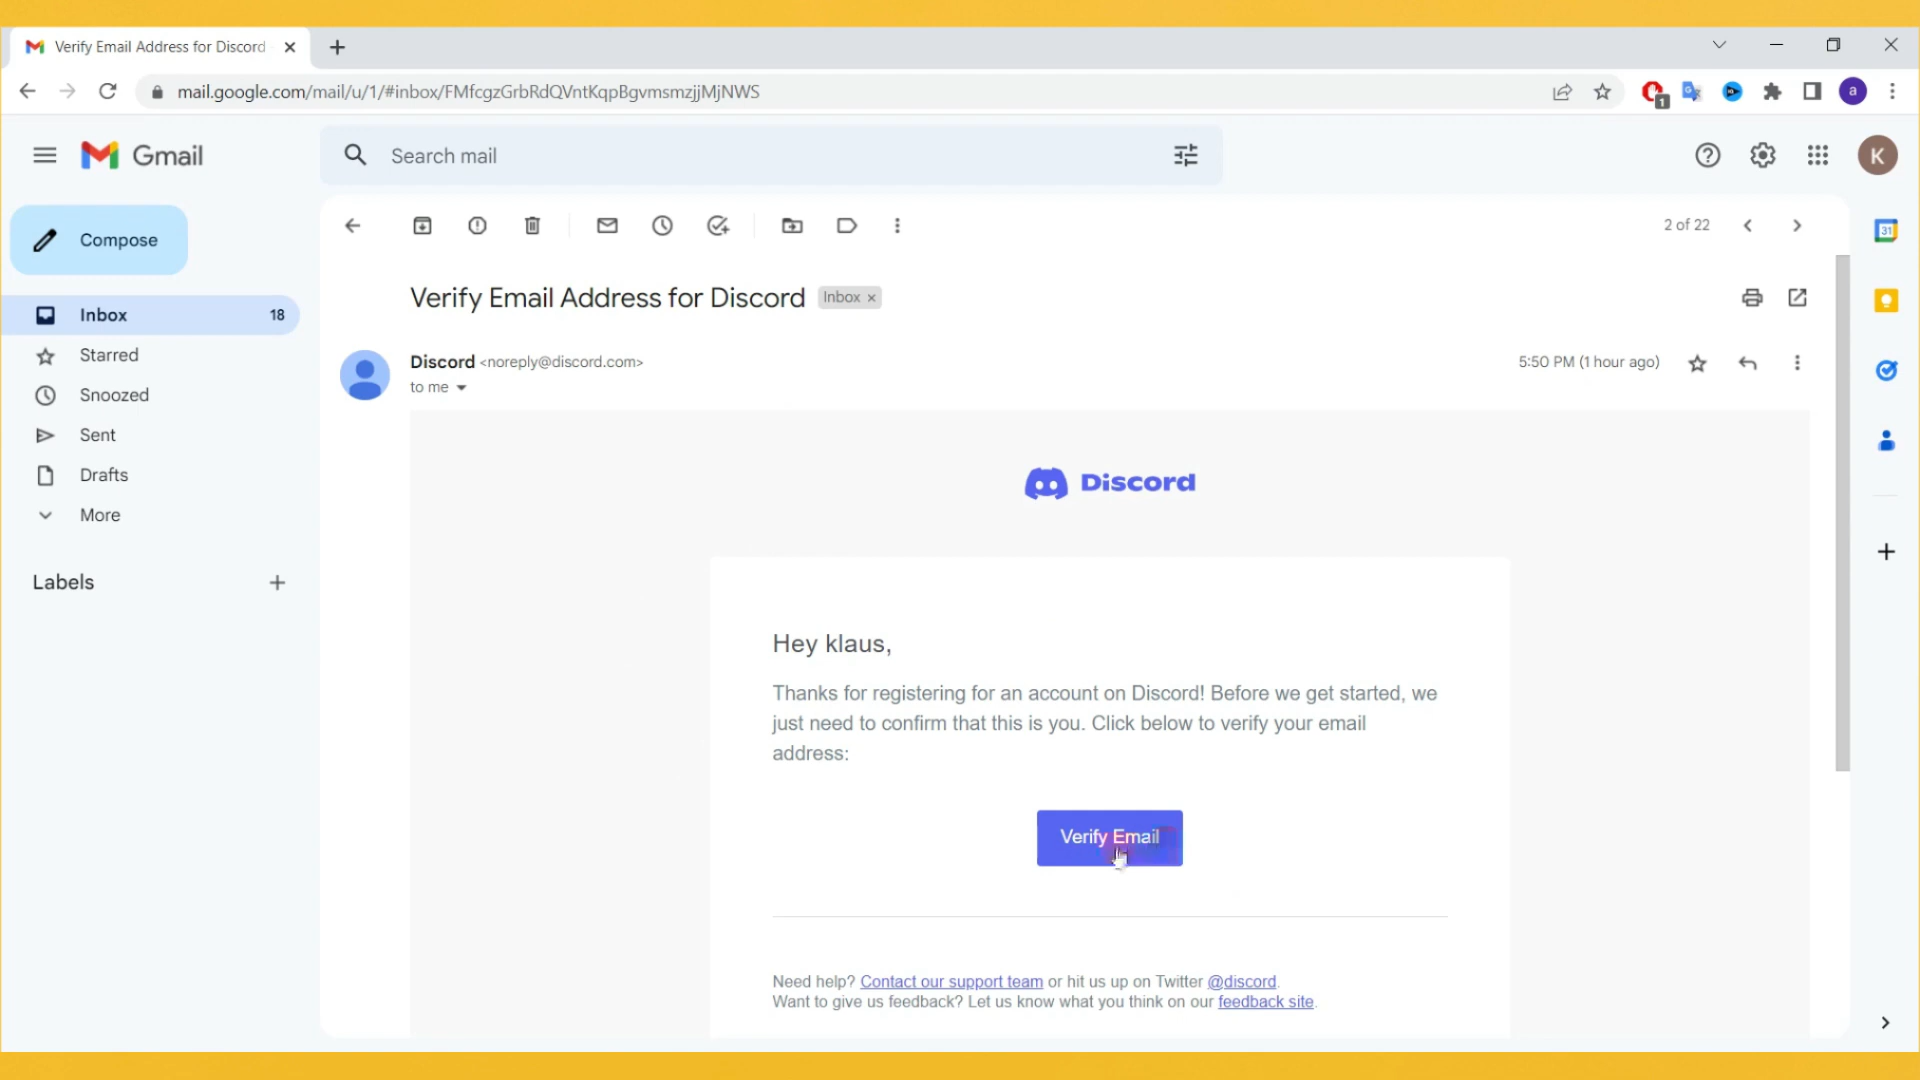 Verify Email Address for Discord
mail.google.com/mail/u/1/#inbox/FMfcgzGrbRdQVntKqpBgvmsmzjjMjNWS
1
a
Gmail
Search mail
K
Compose
2 of 22
31
Verify Email Address for Discord
Inbox ×
Inbox 18
Starred
Snoozed
Sent
Drafts
More
Labels
Discord <noreply@discord.com>
5:50 PM (1 hour ago)
to me
Discord
Hey klaus,
Thanks for registering for an account on Discord! Before we get started, we
just need to confirm that this is you. Click below to verify your email
address:
Verify Email
Need help? Contact our support team or hit us up on Twitter @discord.
Want to give us feedback? Let us know what you think on our feedback site.